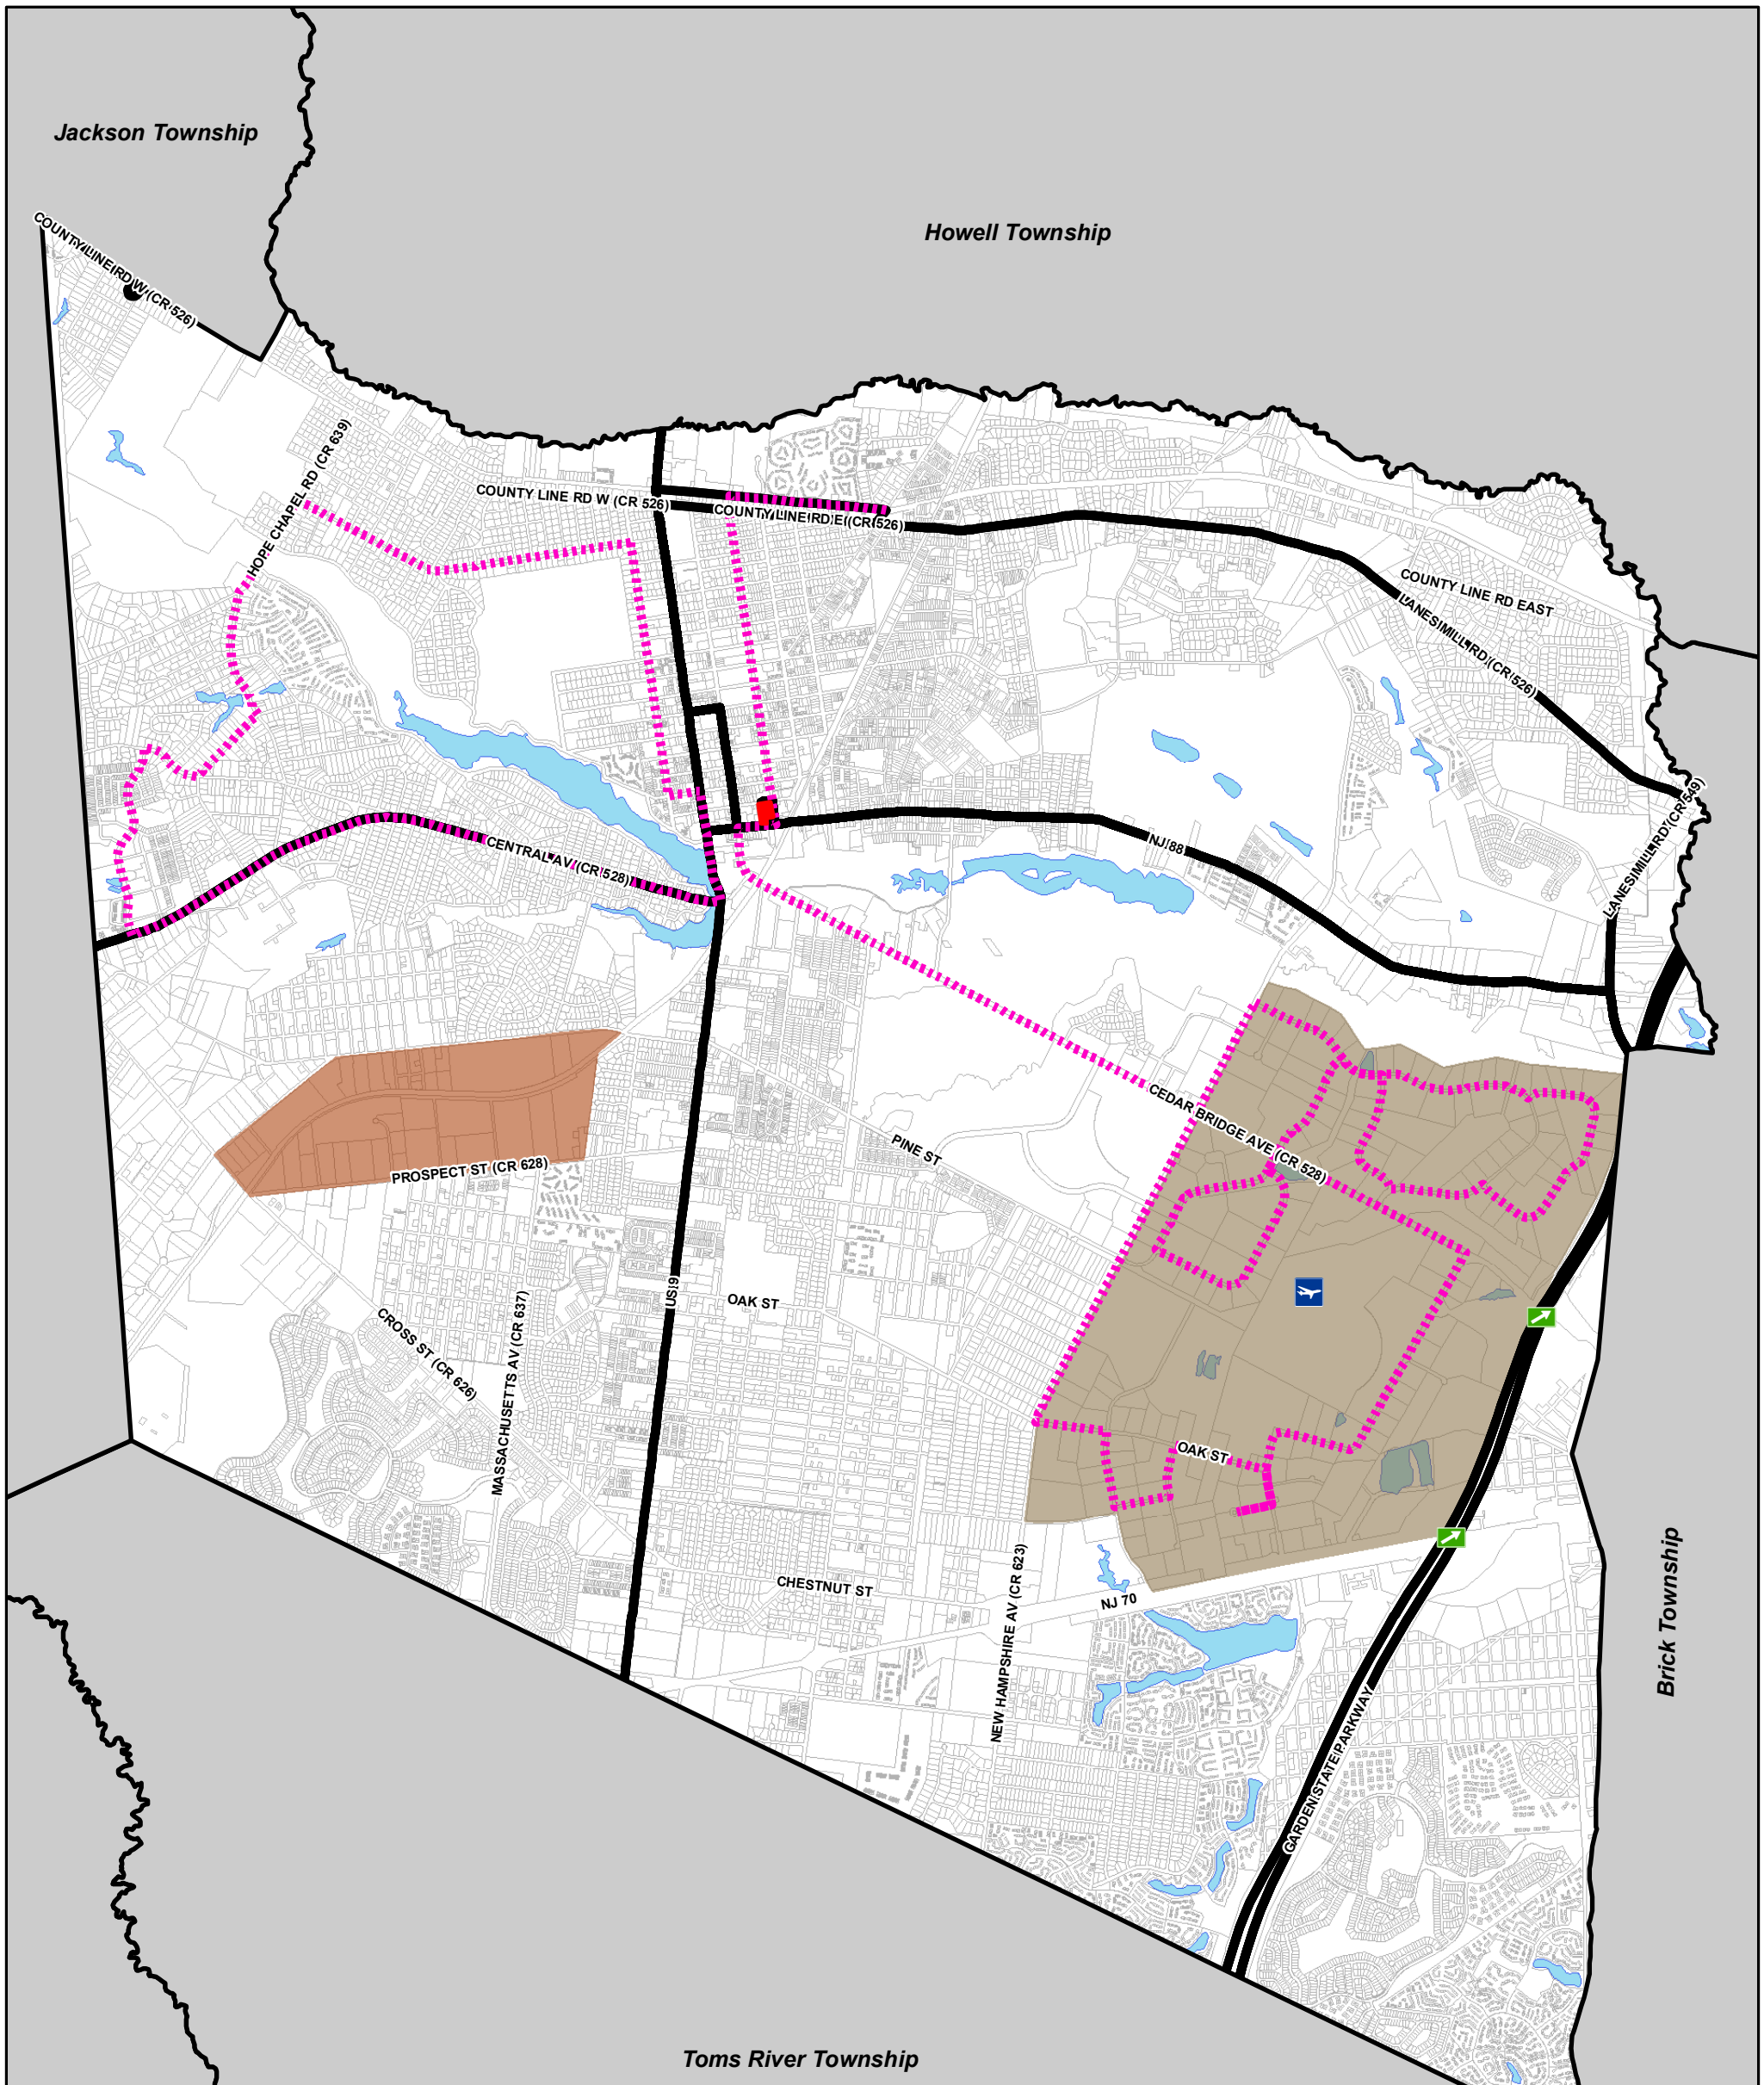 Jackson Township
Howell Township
COUNTY LINE RD W (CR 526)
HOPE CHAPEL RD (CR 639)
COUNTY LINE RD W (CR 526)
COUNTY LINE RD E (CR 526)
COUNTY LINE RD EAST
LANES MILL RD (CR 526)
LANES MILL RD (CR 549)
CENTRAL AV (CR 528)
NJ 88
CEDAR BRIDGE AVE (CR 528)
PINE ST
PROSPECT ST (CR 628)
US 9
OAK ST
CROSS ST (CR 626)
MASSACHUSETTS AV (CR 637)
OAK ST
CHESTNUT ST
NJ 70
NEW HAMPSHIRE AV (CR 623)
Brick Township
GARDEN STATE PARKWAY
Toms River Township